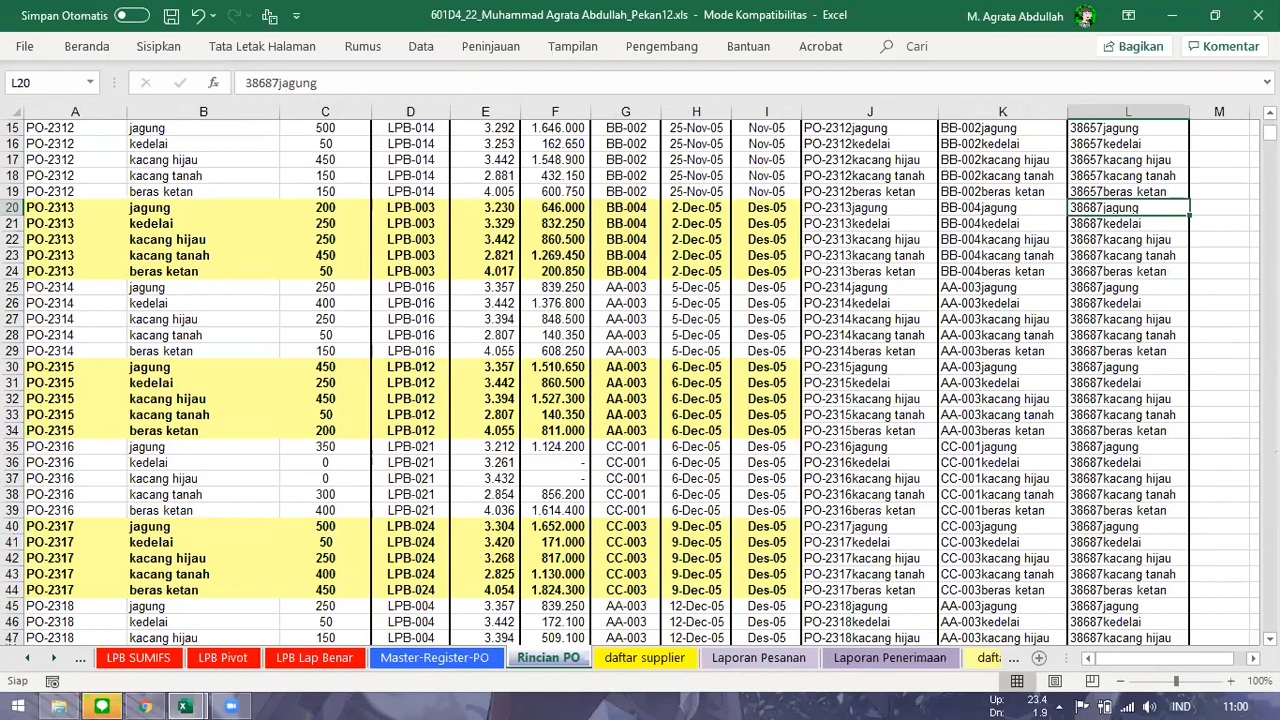 Simpan Otomatis 601D4_22_Muhammad Agrata Abdullah_Pekan12.xls - Mode Kompatibilitas - Excel M. Agrata Abdullah
File Beranda Sisipkan Tata Letak Halaman Rumus Data Peninjauan Tampilan Pengembang Bantuan Acrobat Cari Bagikan Komentar
L20 fx 38687jagung
A B C D E F G H I J K L M
15 PO-2312 jagung 500 LPB-014 3.292 1.646.000 BB-002 25-Nov-05 Nov-05 PO-2312jagung BB-002jagung 38657jagung
16 PO-2312 kedelai 50 LPB-014 3.253 162.650 BB-002 25-Nov-05 Nov-05 PO-2312kedelai BB-002kedelai 38657kedelai
17 PO-2312 kacang hijau 450 LPB-014 3.442 1.548.900 BB-002 25-Nov-05 Nov-05 PO-2312kacang hijau BB-002kacang hijau 38657kacang hijau
18 PO-2312 kacang tanah 150 LPB-014 2.881 432.150 BB-002 25-Nov-05 Nov-05 PO-2312kacang tanah BB-002kacang tanah 38657kacang tanah
19 PO-2312 beras ketan 150 LPB-014 4.005 600.750 BB-002 25-Nov-05 Nov-05 PO-2312beras ketan BB-002beras ketan 38657beras ketan
20 PO-2313 jagung 200 LPB-003 3.230 646.000 BB-004 2-Dec-05 Des-05 PO-2313jagung BB-004jagung 38687jagung
21 PO-2313 kedelai 250 LPB-003 3.329 832.250 BB-004 2-Dec-05 Des-05 PO-2313kedelai BB-004kedelai 38687kedelai
22 PO-2313 kacang hijau 250 LPB-003 3.442 860.500 BB-004 2-Dec-05 Des-05 PO-2313kacang hijau BB-004kacang hijau 38687kacang hijau
23 PO-2313 kacang tanah 450 LPB-003 2.821 1.269.450 BB-004 2-Dec-05 Des-05 PO-2313kacang tanah BB-004kacang tanah 38687kacang tanah
24 PO-2313 beras ketan 50 LPB-003 4.017 200.850 BB-004 2-Dec-05 Des-05 PO-2313beras ketan BB-004beras ketan 38687beras ketan
25 PO-2314 jagung 250 LPB-016 3.357 839.250 AA-003 5-Dec-05 Des-05 PO-2314jagung AA-003jagung 38687jagung
26 PO-2314 kedelai 400 LPB-016 3.442 1.376.800 AA-003 5-Dec-05 Des-05 PO-2314kedelai AA-003kedelai 38687kedelai
27 PO-2314 kacang hijau 250 LPB-016 3.394 848.500 AA-003 5-Dec-05 Des-05 PO-2314kacang hijau AA-003kacang hijau 38687kacang hijau
28 PO-2314 kacang tanah 50 LPB-016 2.807 140.350 AA-003 5-Dec-05 Des-05 PO-2314kacang tanah AA-003kacang tanah 38687kacang tanah
29 PO-2314 beras ketan 150 LPB-016 4.055 608.250 AA-003 5-Dec-05 Des-05 PO-2314beras ketan AA-003beras ketan 38687beras ketan
30 PO-2315 jagung 450 LPB-012 3.357 1.510.650 AA-003 6-Dec-05 Des-05 PO-2315jagung AA-003jagung 38687jagung
31 PO-2315 kedelai 250 LPB-012 3.442 860.500 AA-003 6-Dec-05 Des-05 PO-2315kedelai AA-003kedelai 38687kedelai
32 PO-2315 kacang hijau 450 LPB-012 3.394 1.527.300 AA-003 6-Dec-05 Des-05 PO-2315kacang hijau AA-003kacang hijau 38687kacang hijau
33 PO-2315 kacang tanah 50 LPB-012 2.807 140.350 AA-003 6-Dec-05 Des-05 PO-2315kacang tanah AA-003kacang tanah 38687kacang tanah
34 PO-2315 beras ketan 200 LPB-012 4.055 811.000 AA-003 6-Dec-05 Des-05 PO-2315beras ketan AA-003beras ketan 38687beras ketan
35 PO-2316 jagung 350 LPB-021 3.212 1.124.200 CC-001 6-Dec-05 Des-05 PO-2316jagung CC-001jagung 38687jagung
36 PO-2316 kedelai 0 LPB-021 3.261 - CC-001 6-Dec-05 Des-05 PO-2316kedelai CC-001kedelai 38687kedelai
37 PO-2316 kacang hijau 0 LPB-021 3.432 - CC-001 6-Dec-05 Des-05 PO-2316kacang hijau CC-001kacang hijau 38687kacang hijau
38 PO-2316 kacang tanah 300 LPB-021 2.854 856.200 CC-001 6-Dec-05 Des-05 PO-2316kacang tanah CC-001kacang tanah 38687kacang tanah
39 PO-2316 beras ketan 400 LPB-021 4.036 1.614.400 CC-001 6-Dec-05 Des-05 PO-2316beras ketan CC-001beras ketan 38687beras ketan
40 PO-2317 jagung 500 LPB-024 3.304 1.652.000 CC-003 9-Dec-05 Des-05 PO-2317jagung CC-003jagung 38687jagung
41 PO-2317 kedelai 50 LPB-024 3.420 171.000 CC-003 9-Dec-05 Des-05 PO-2317kedelai CC-003kedelai 38687kedelai
42 PO-2317 kacang hijau 250 LPB-024 3.268 817.000 CC-003 9-Dec-05 Des-05 PO-2317kacang hijau CC-003kacang hijau 38687kacang hijau
43 PO-2317 kacang tanah 400 LPB-024 2.825 1.130.000 CC-003 9-Dec-05 Des-05 PO-2317kacang tanah CC-003kacang tanah 38687kacang tanah
44 PO-2317 beras ketan 450 LPB-024 4.054 1.824.300 CC-003 9-Dec-05 Des-05 PO-2317beras ketan CC-003beras ketan 38687beras ketan
45 PO-2318 jagung 250 LPB-004 3.357 839.250 AA-003 12-Dec-05 Des-05 PO-2318jagung AA-003jagung 38687jagung
46 PO-2318 kedelai 50 LPB-004 3.442 172.100 AA-003 12-Dec-05 Des-05 PO-2318kedelai AA-003kedelai 38687kedelai
47 PO-2318 kacang hijau 150 LPB-004 3.394 509.100 AA-003 12-Dec-05 Des-05 PO-2318kacang hijau AA-003kacang hijau 38687kacang hijau
... LPB SUMIFS LPB Pivot LPB Lap Benar Master-Register-PO Rincian PO daftar supplier Laporan Pesanan Laporan Penerimaan dafta ...
Siap 100%
Up: 23.4
Dn: 1.9
IND 11:00